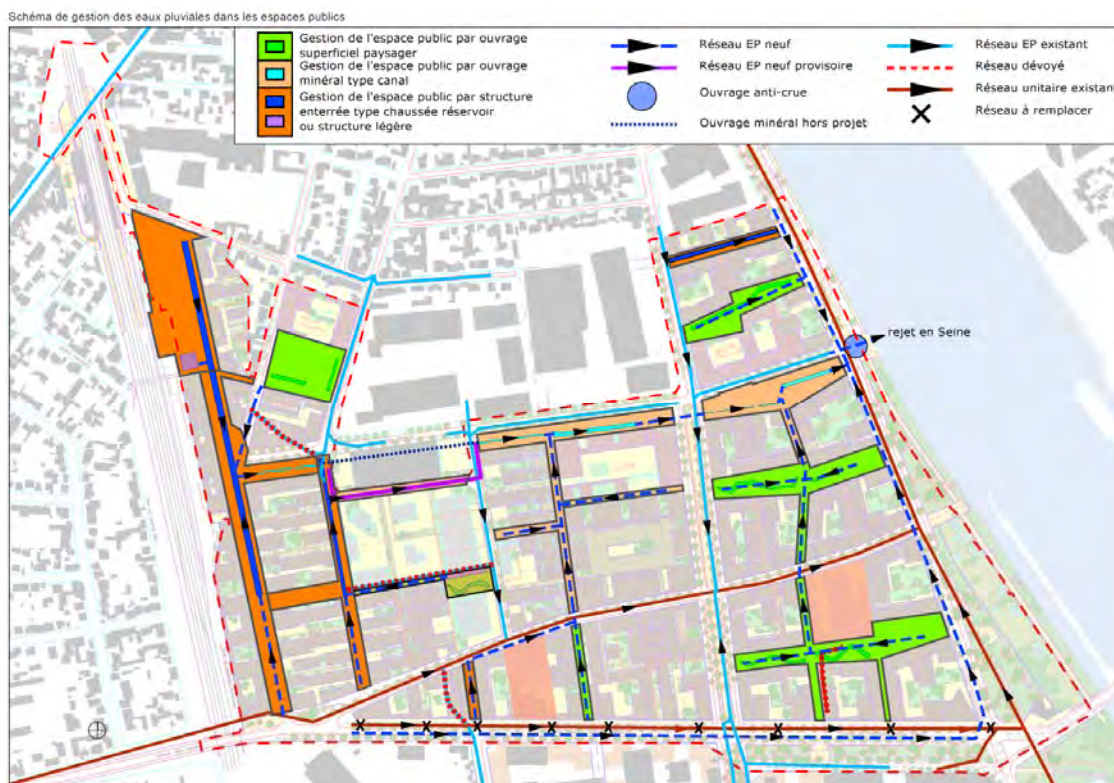 Schéma de gestion des eaux pluviales dans les espaces publics
Gestion de l'espace public par ouvrage
superficiel paysager
Gestion de l'espace public par ouvrage
minéral type canal
Gestion de l'espace public par structure
enterrée type chaussée réservoir
ou structure légère
Réseau EP neuf
Réseau EP neuf provisoire
Ouvrage anti-crue
Ouvrage minéral hors projet
Réseau EP existant
Réseau dévoyé
Réseau unitaire existant
Réseau à remplacer
rejet en Seine